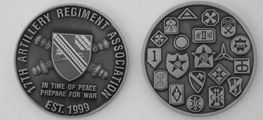 17TH ARTILLERY REGIMENT ASSOCIATION
IN TIME OF PEACE
PREPARE FOR WAR
EST. 1999